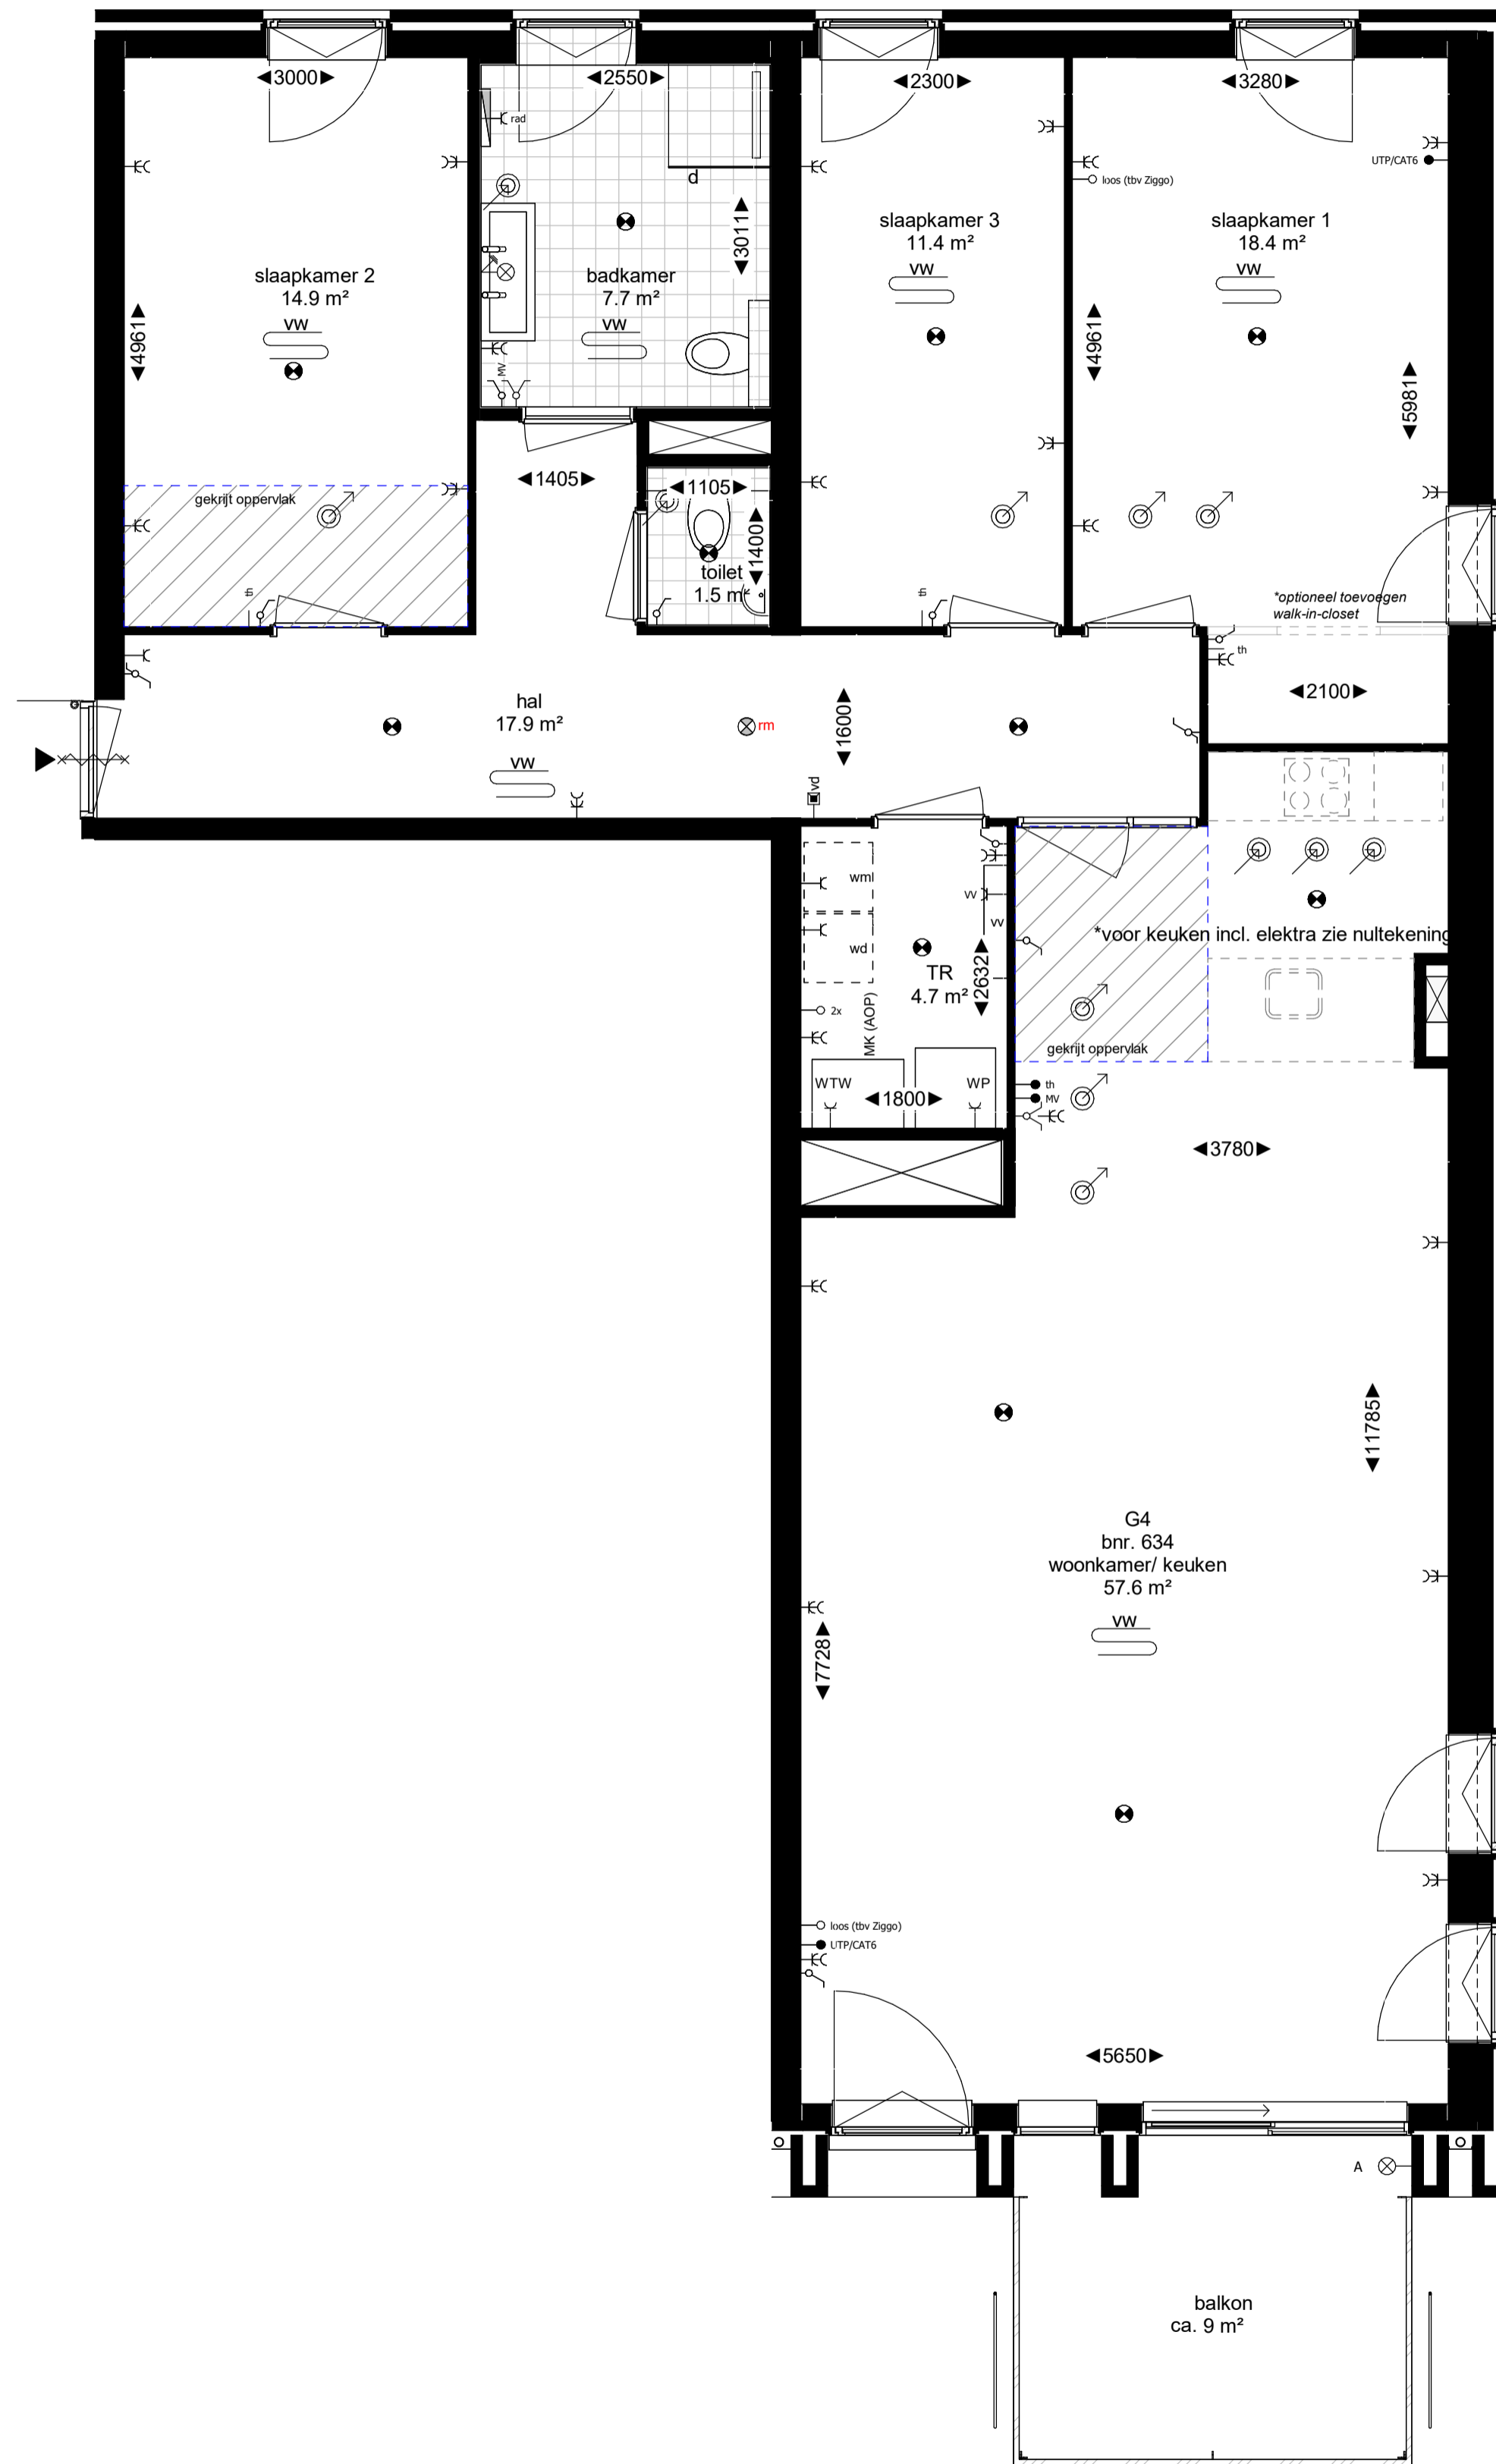 3000
2550
2300
3280
rad
UTP/CAT6
loos (tbv Ziggo)
d
slaapkamer 3
11.4 m²
vw
slaapkamer 1
18.4 m²
vw
3011
slaapkamer 2
14.9 m²
vw
badkamer
7.7 m²
vw
4961
4961
5981
MV
1405
1105
gekrijt oppervlak
1400
toilet
1.5 m²
th
th
*optioneel toevoegen
walk-in-closet
th
2100
hal
17.9 m²
vw
rm
1600
vd
wm
vv
vv
wd
*voor keuken incl. elektra zie nultekening
TR
4.7 m²
2632
2x
MK (AOP)
gekrijt oppervlak
WTW
WP
1800
th
MV
3780
11785
G4
bnr. 634
woonkamer/ keuken
57.6 m²
vw
7728
loos (tbv Ziggo)
UTP/CAT6
5650
A
balkon
ca. 9 m²